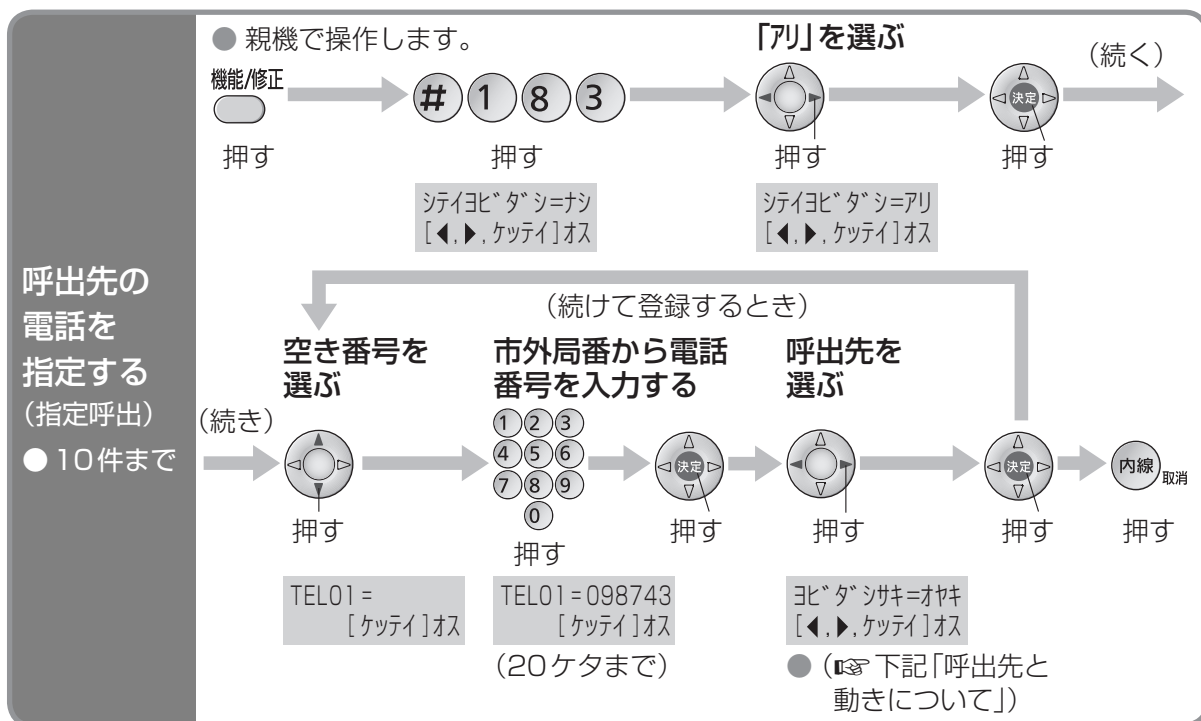 呼出先の
電話を
指定する
（指定呼出）
● 10件まで
● 親機で操作します。
「ｱﾘ」を選ぶ
（続く）
機能/修正
# 1 8 3
決定
押す
押す
押す
押す
ｼﾃｲﾖﾋﾞﾀﾞｼ=ﾅｼ
[◀,▶,ｹｯﾃｲ]ｵｽ
ｼﾃｲﾖﾋﾞﾀﾞｼ=ｱﾘ
[◀,▶,ｹｯﾃｲ]ｵｽ
（続けて登録するとき）
空き番号を
選ぶ
市外局番から電話
番号を入力する
呼出先を
選ぶ
（続き）
1 2 3
4 5 6
7 8 9
0
決定
決定
内線
取消
押す
押す
押す
押す
押す
押す
TEL01=
[ｹｯﾃｲ]ｵｽ
TEL01=098743
[ｹｯﾃｲ]ｵｽ
（20ケタまで）
ﾖﾋﾞﾀﾞｼｻｷ=ｵﾔｷ
[◀,▶,ｹｯﾃｲ]ｵｽ
● （☞ 下記「呼出先と
動きについて」）